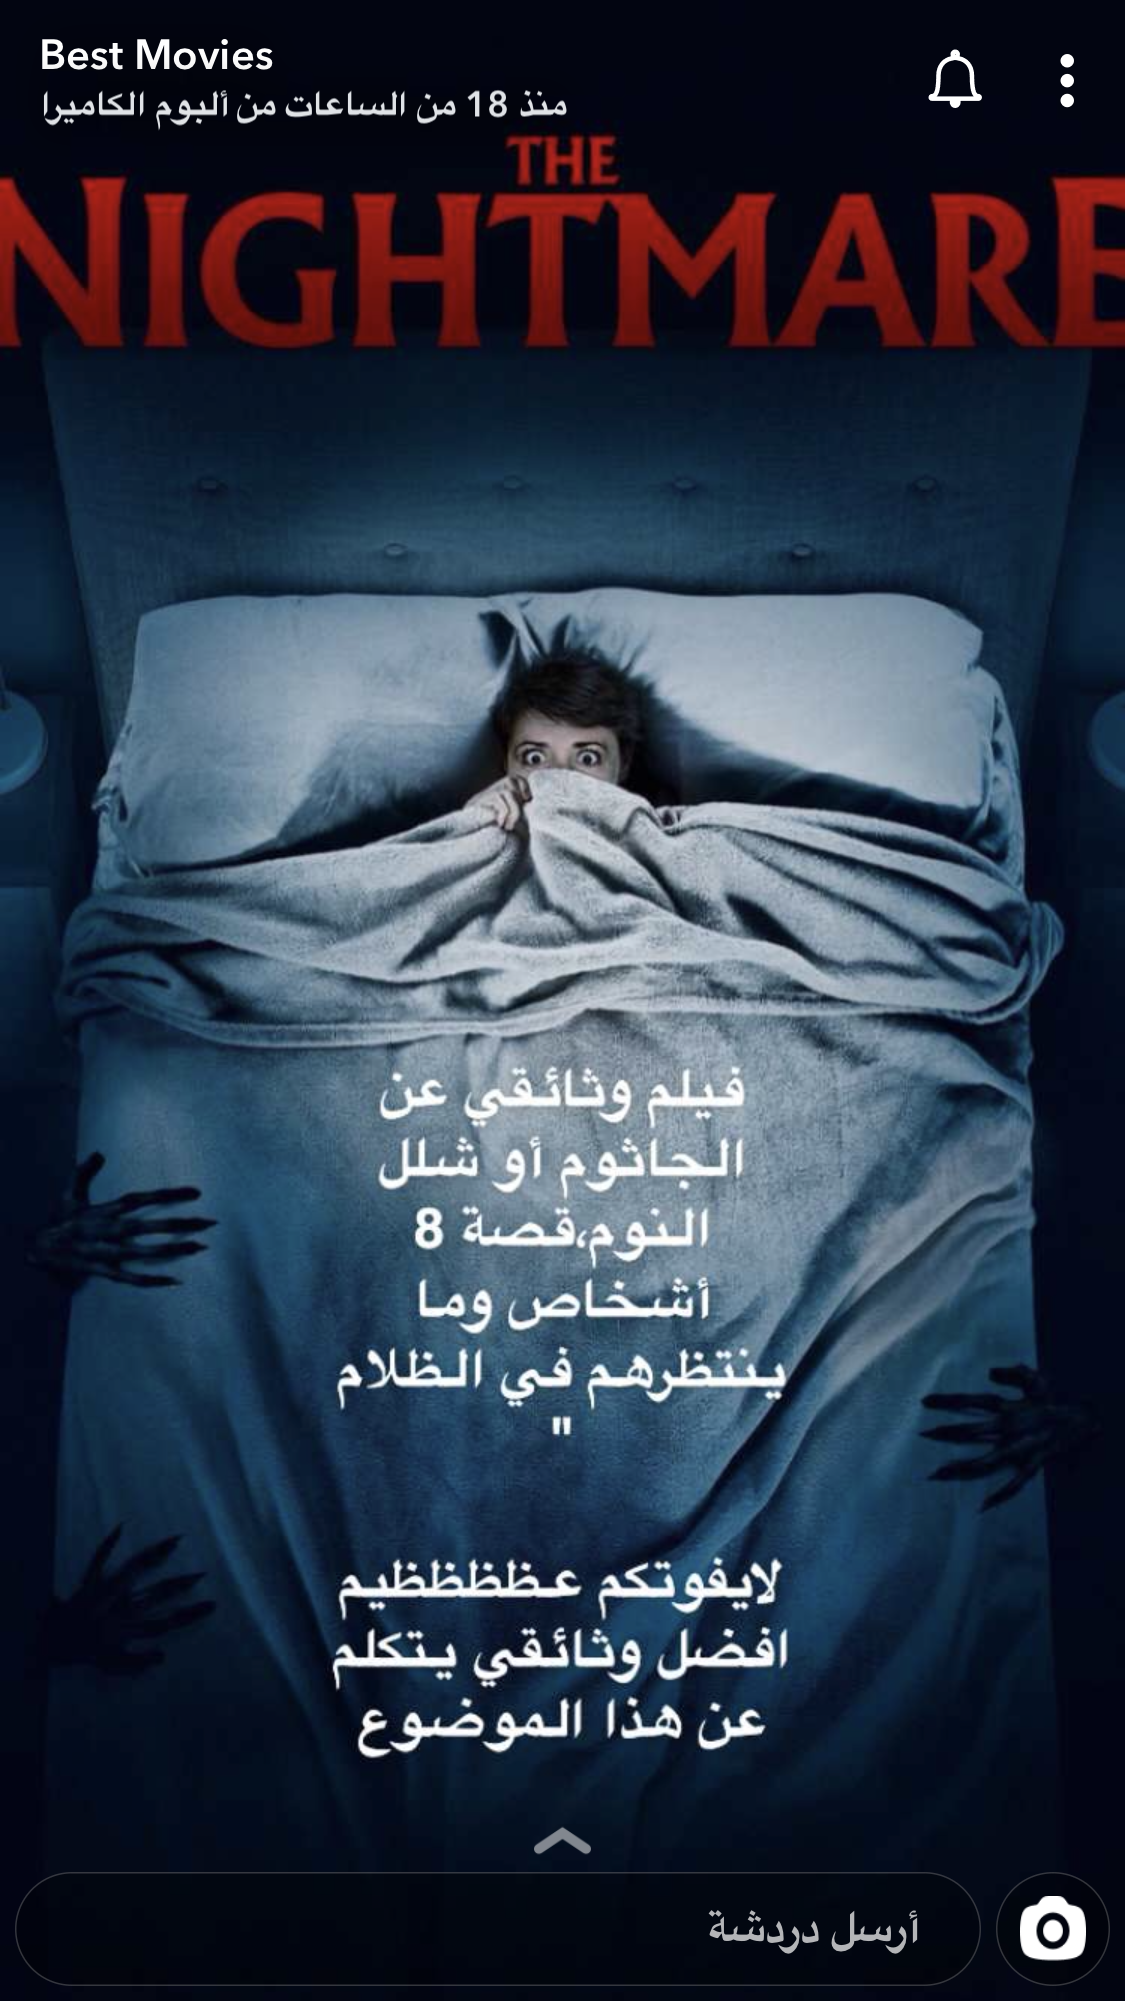 Best Movies
منذ 18 من الساعات من ألبوم الكاميرا
THE
NIGHTMARE
فيلم وثائقي عن
الجاثوم أو شلل
النوم،قصة 8
أشخاص وما
ينتظرهم في الظلام
"
لايفوتكم عظظظظيم
افضل وثائقي يتكلم
عن هذا الموضوع
أرسل دردشة